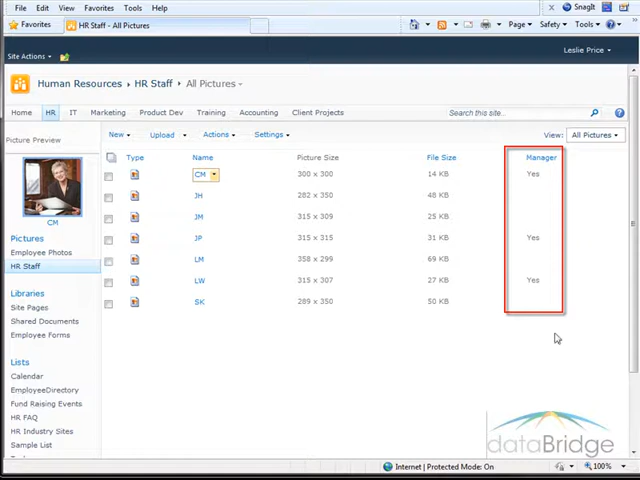 File Edit View Favorites Tools Help SnagIt
Favorites HR Staff - All Pictures Page Safety Tools
Leslie Price
Site Actions
Human Resources HR Staff All Pictures
Home HR IT Marketing Product Dev Training Accounting Client Projects Search this site...
Picture Preview New Upload Actions Settings View: All Pictures
Type Name Picture Size File Size Manager
CM 300 x 300 14 KB Yes
JH 282 x 350 48 KB
JM 315 x 309 25 KB
JP 315 x 315 31 KB Yes
LM 358 x 299 69 KB
LW 315 x 307 27 KB Yes
SK 289 x 350 50 KB
CM
Pictures
Employee Photos
HR Staff
Libraries
Site Pages
Shared Documents
Employee Forms
Lists
Calendar
EmployeeDirectory
Fund Raising Events
HR FAQ
HR Industry Sites
Sample List
dataBridge
Internet | Protected Mode: On 100%